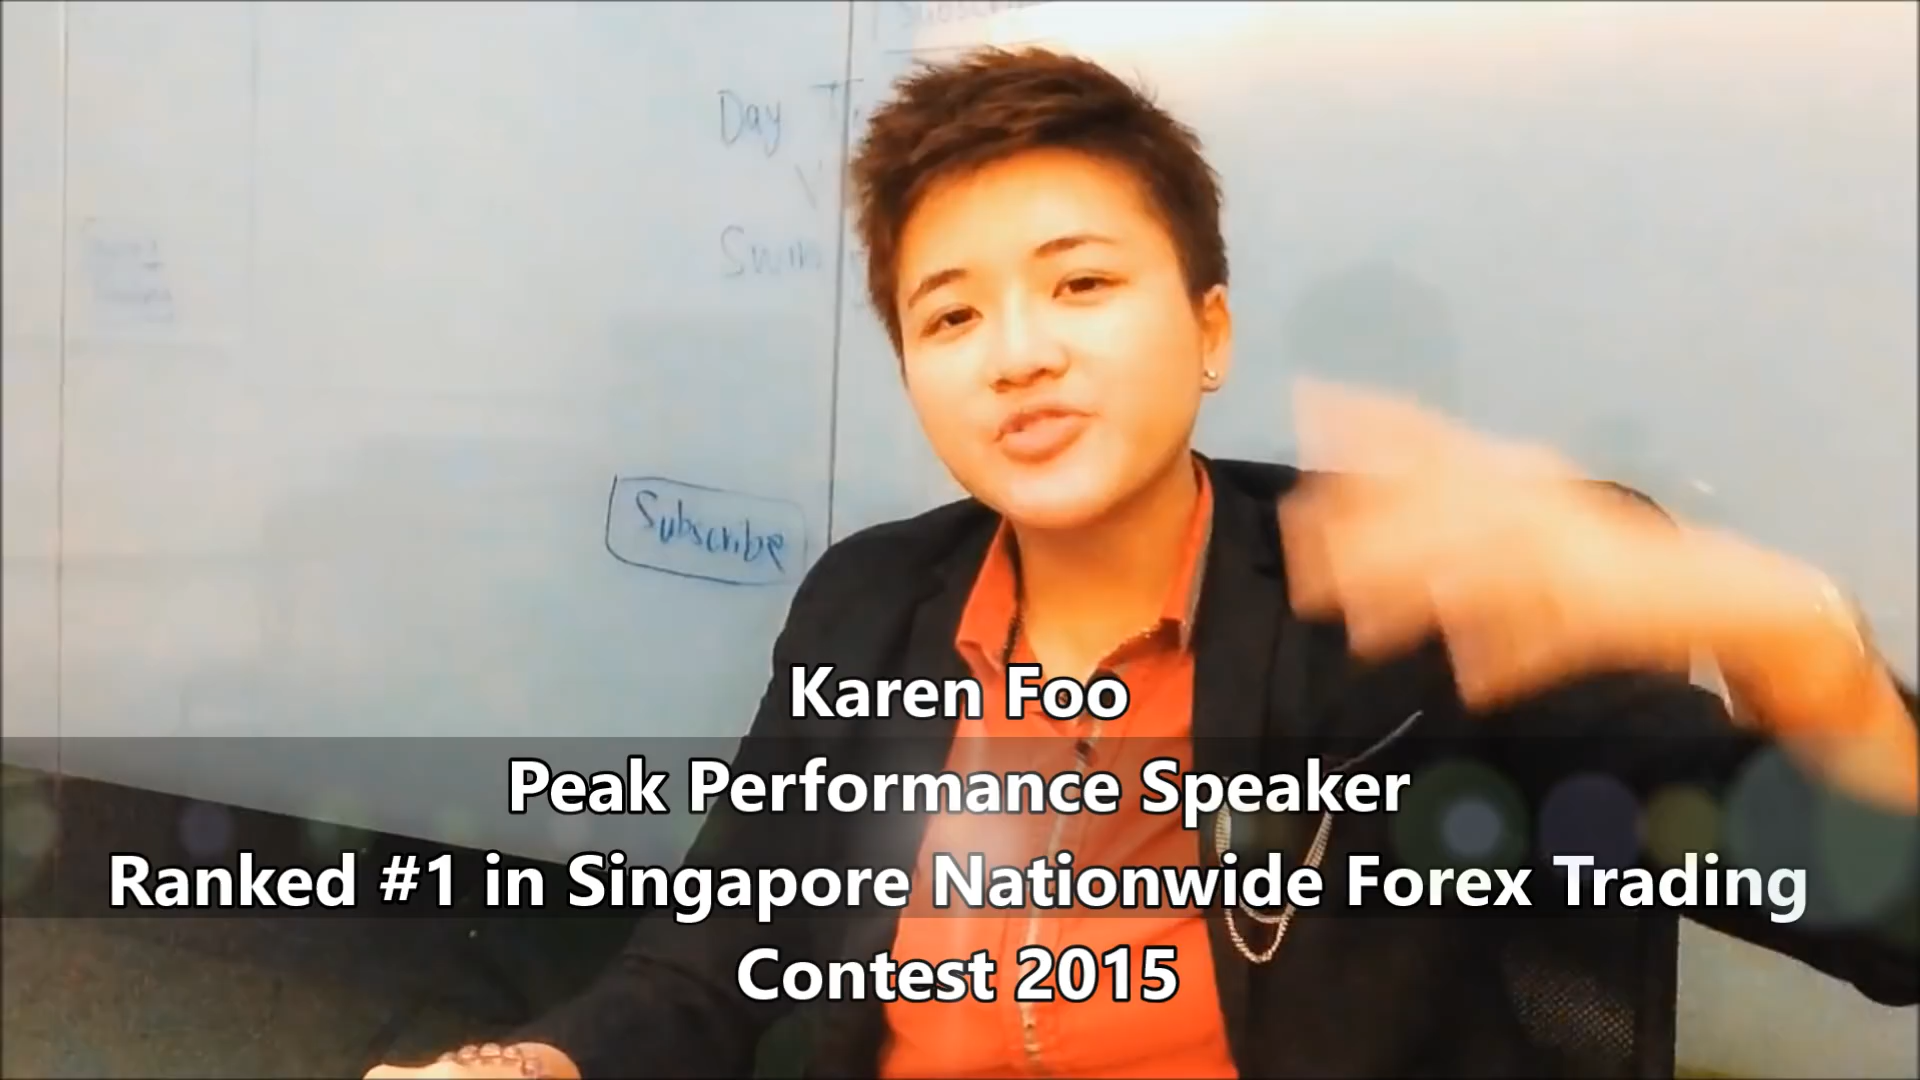 Day
Subscribe
Karen Foo
Peak Performance Speaker
Ranked #1 in Singapore Nationwide Forex Trading
Contest 2015